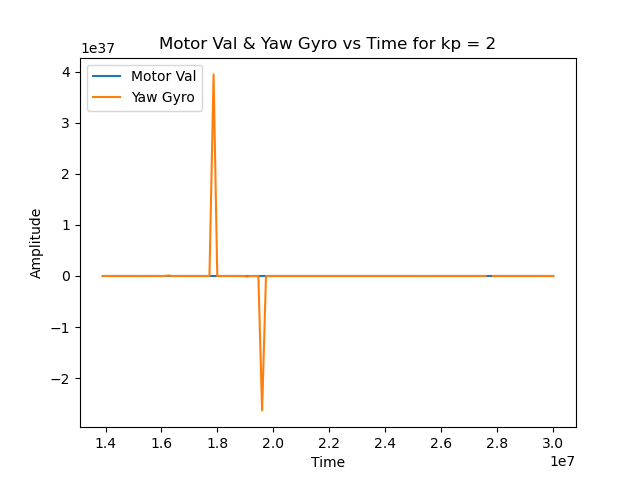 Motor Val & Yaw Gyro vs Time for kp = 2
1e37
Motor Val
Yaw Gyro
4
3
2
1
0
−1
−2
Amplitude
1.4 1.6 1.8 2.0 2.2 2.4 2.6 2.8 3.0
1e7
Time